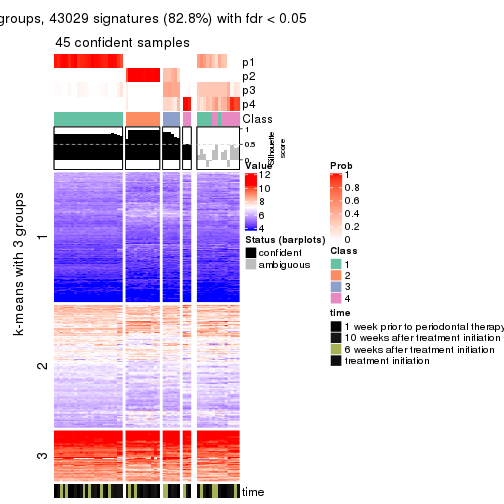 groups, 43029 signatures (82.8%) with fdr < 0.05
45 confident samples
p1
p2
p3
p4
Class
1
0.5
0
Silhouette
score
k-means with 3 groups
1
2
3
time
Value
12
10
8
6
4
Status (barplots)
confident
ambiguous
Prob
1
0.8
0.6
0.4
0.2
0
Class
1
2
3
4
time
1 week prior to periodontal therapy
10 weeks after treatment initiation
6 weeks after treatment initiation
treatment initiation